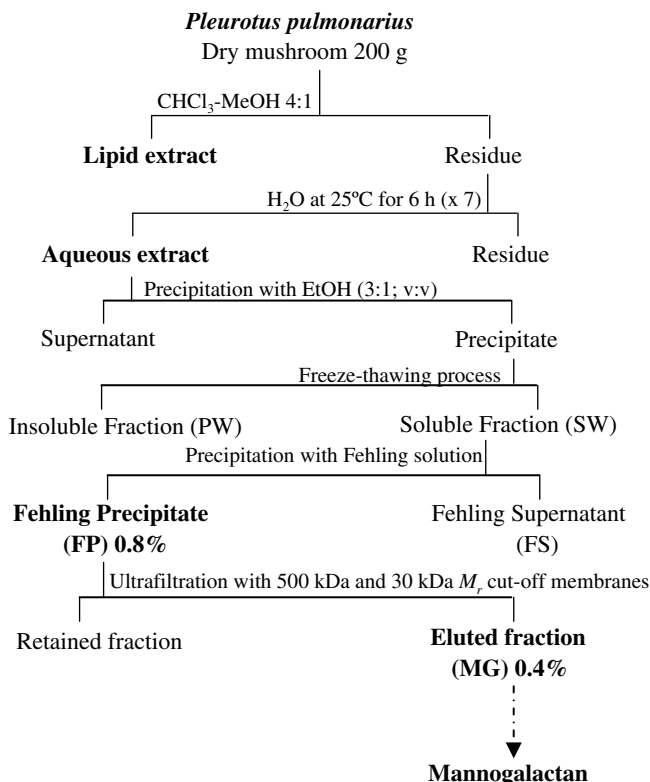 Pleurotus pulmonarius
Dry mushroom 200 g
CHCl₃-MeOH 4:1
Lipid extract
Residue
H₂O at 25ºC for 6 h (x 7)
Aqueous extract
Residue
Precipitation with EtOH (3:1; v:v)
Supernatant
Precipitate
Freeze-thawing process
Insoluble Fraction (PW)
Soluble Fraction (SW)
Precipitation with Fehling solution
Fehling Precipitate
(FP) 0.8%
Fehling Supernatant
(FS)
Ultrafiltration with 500 kDa and 30 kDa Mᵣ cut-off membranes
Retained fraction
Eluted fraction
(MG) 0.4%
Mannogalactan